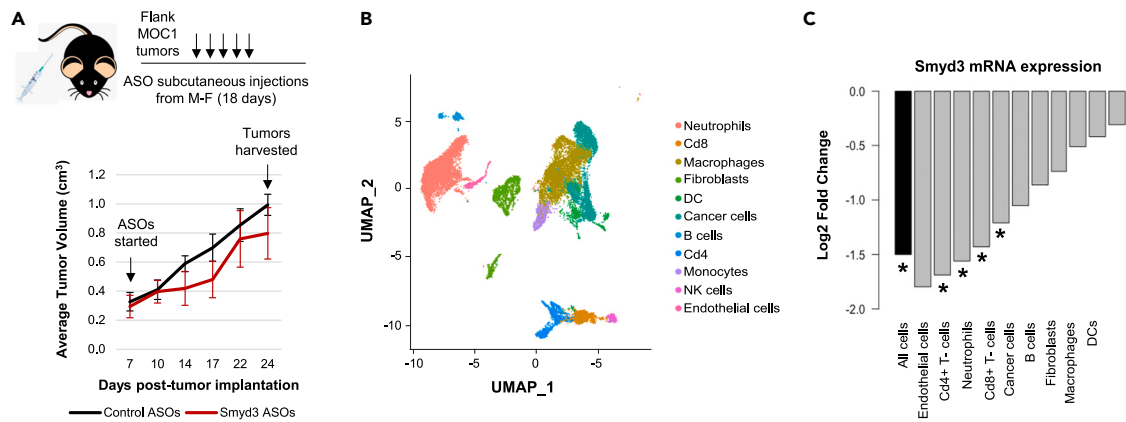 A
Flank
MOC1
tumors
ASO subcutaneous injections
from M-F (18 days)
Tumors
harvested
ASOs
started
Average Tumor Volume (cm³)
1.2
1.0
0.8
0.6
0.4
0.2
0.0
7 10 14 17 22 24
Days post-tumor implantation
Control ASOs Smyd3 ASOs
B
UMAP_2
5
0
-5
-10
-10 -5 0 -5
UMAP_1
Neutrophils
Cd8
Macrophages
Fibroblasts
DC
Cancer cells
B cells
Cd4
Monocytes
NK cells
Endothelial cells
C
Smyd3 mRNA expression
Log2 Fold Change
0.0
-0.5
-1.0
-1.5
-2.0
* * * * *
All cells
Endothelial cells
Cd4+ T- cells
Neutrophils
Cd8+ T- cells
Cancer cells
B cells
Fibroblasts
Macrophages
DCs